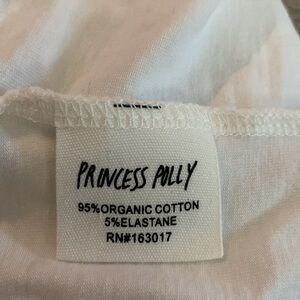 PRINCESS POLLY
95%ORGANIC COTTON
5%ELASTANE
RN#163017